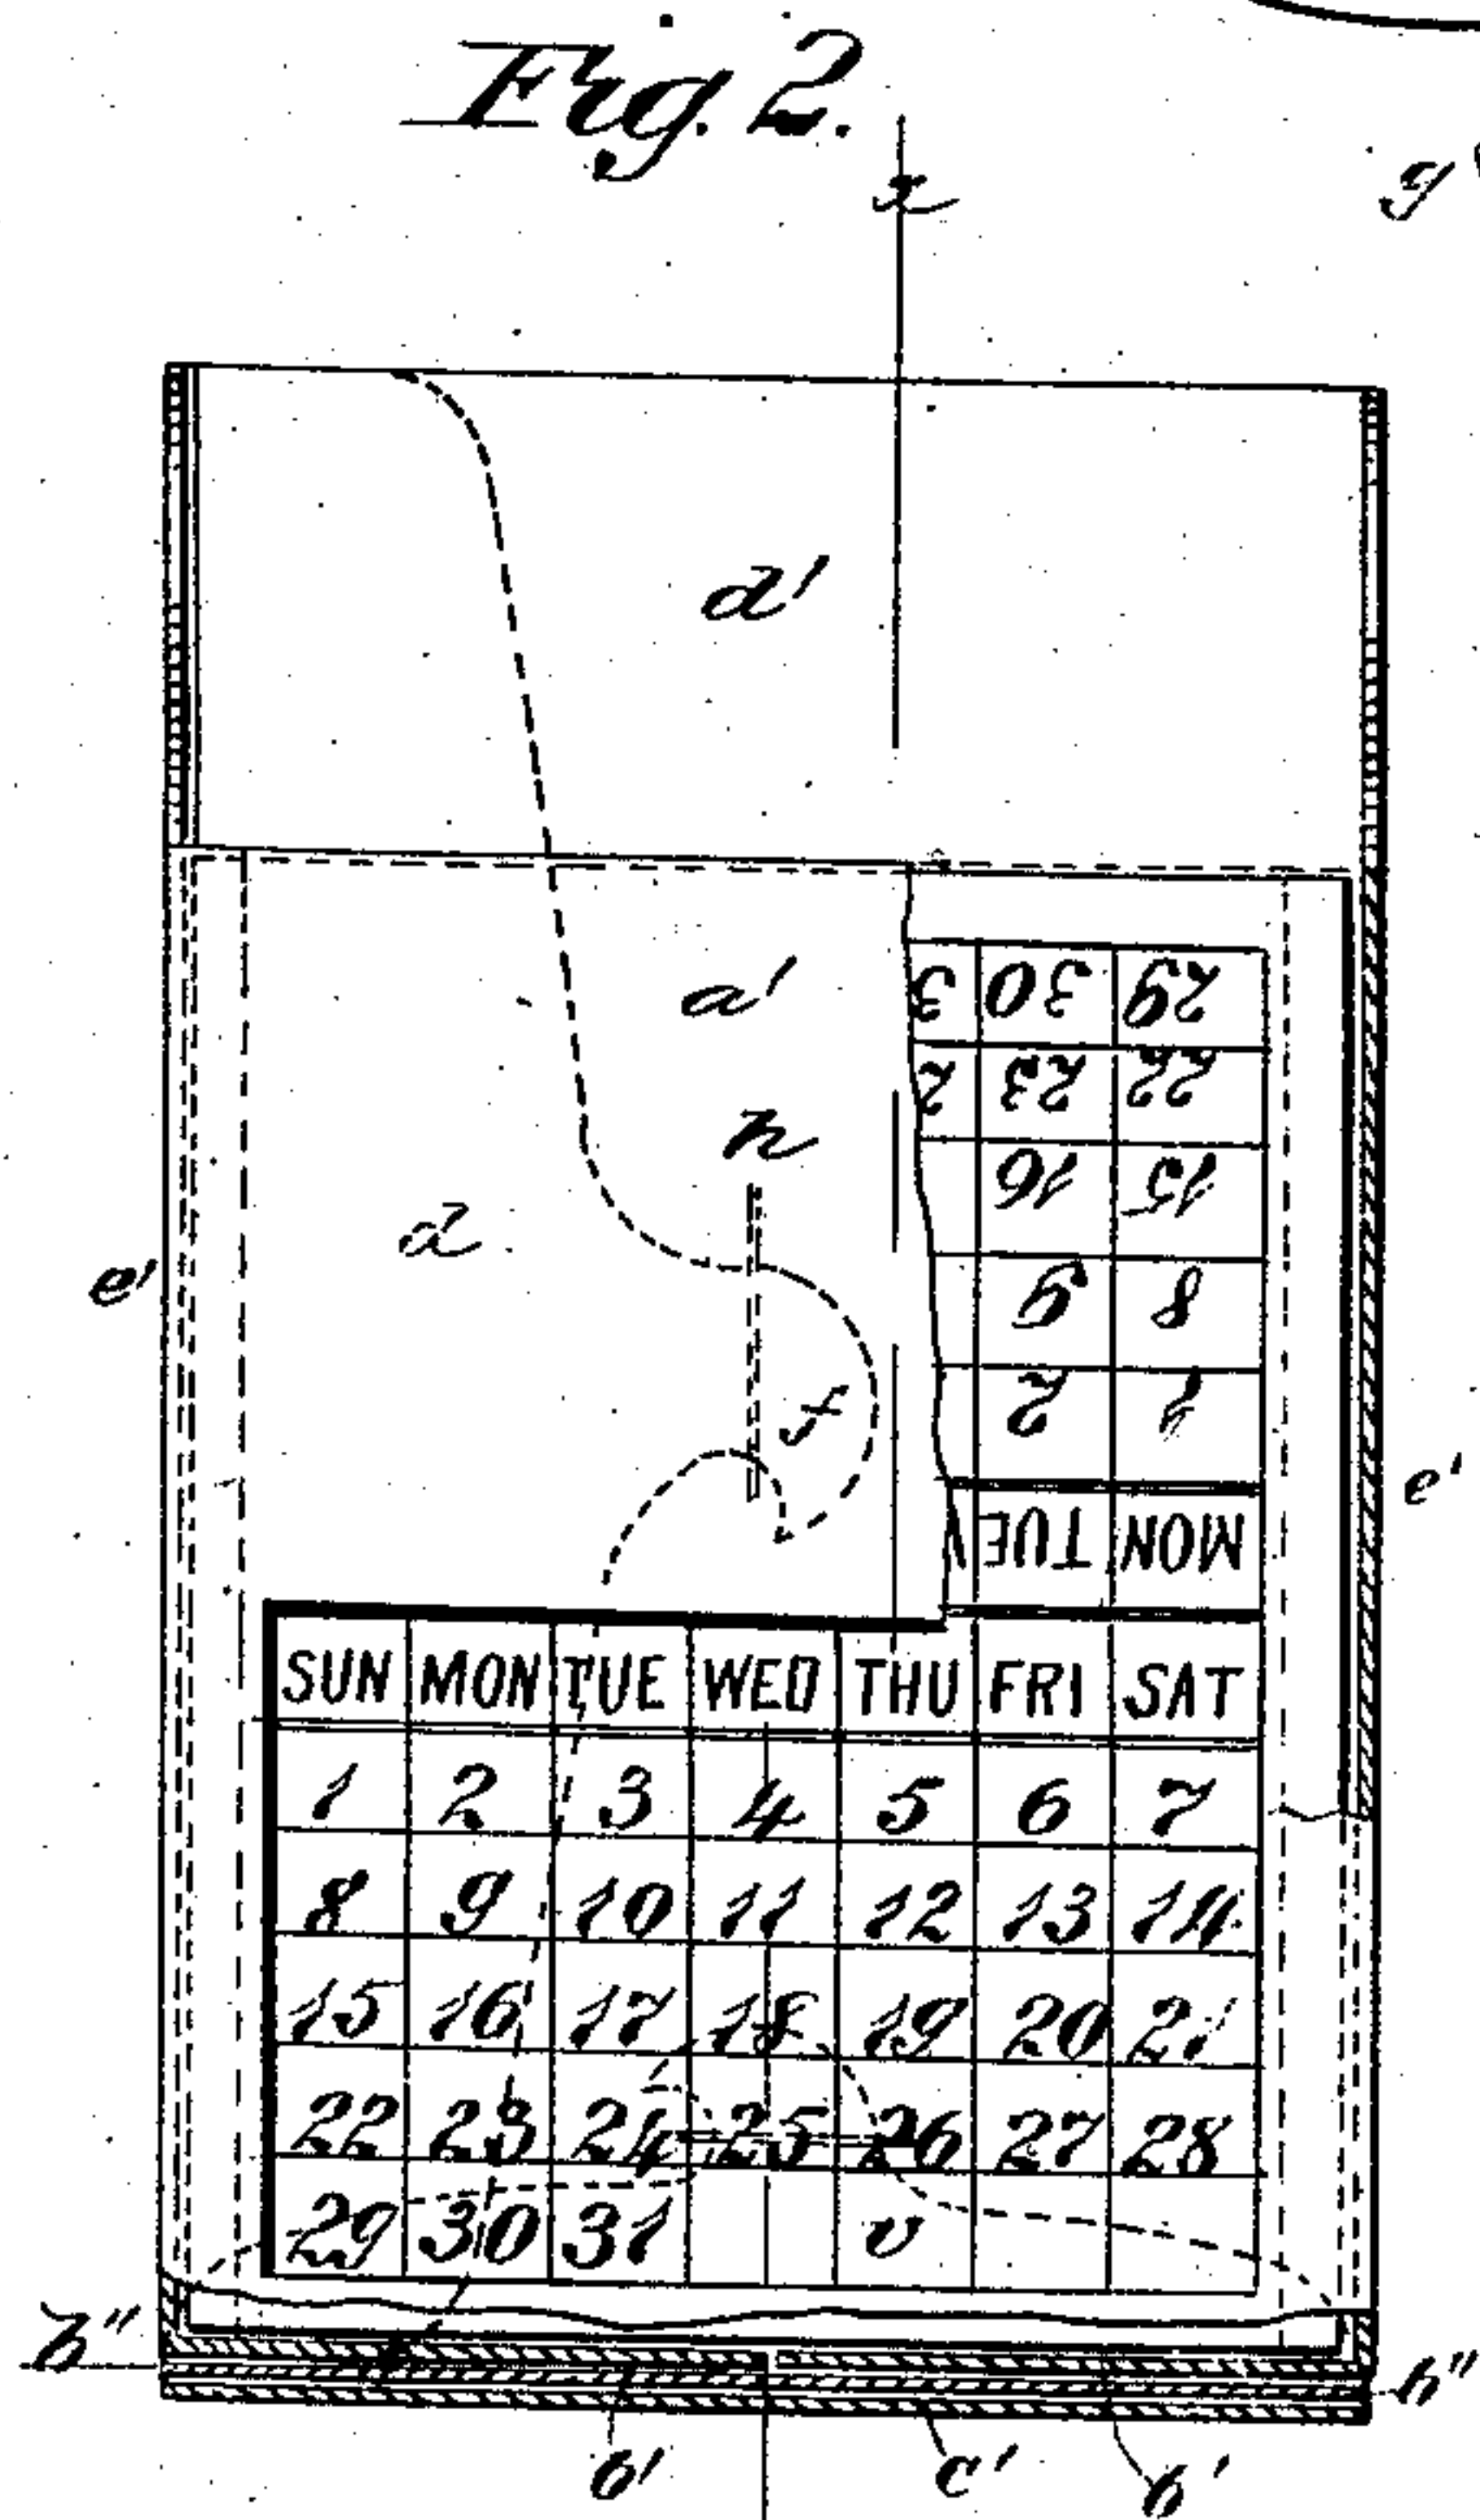 Fig. 2.
x
y
d'
a'
3 30 29
2 23 22
16 15
9 8
2 1
TUE MON
n
d
e'
f
e'
SUN MON TUE WED THU FRI SAT
1 2 3 4 5 6 7
8 9 10 11 12 13 14
15 16 17 18 19 20 21
22 23 24 25 26 27 28
29 30 31 v
b" h"
b' c' b'